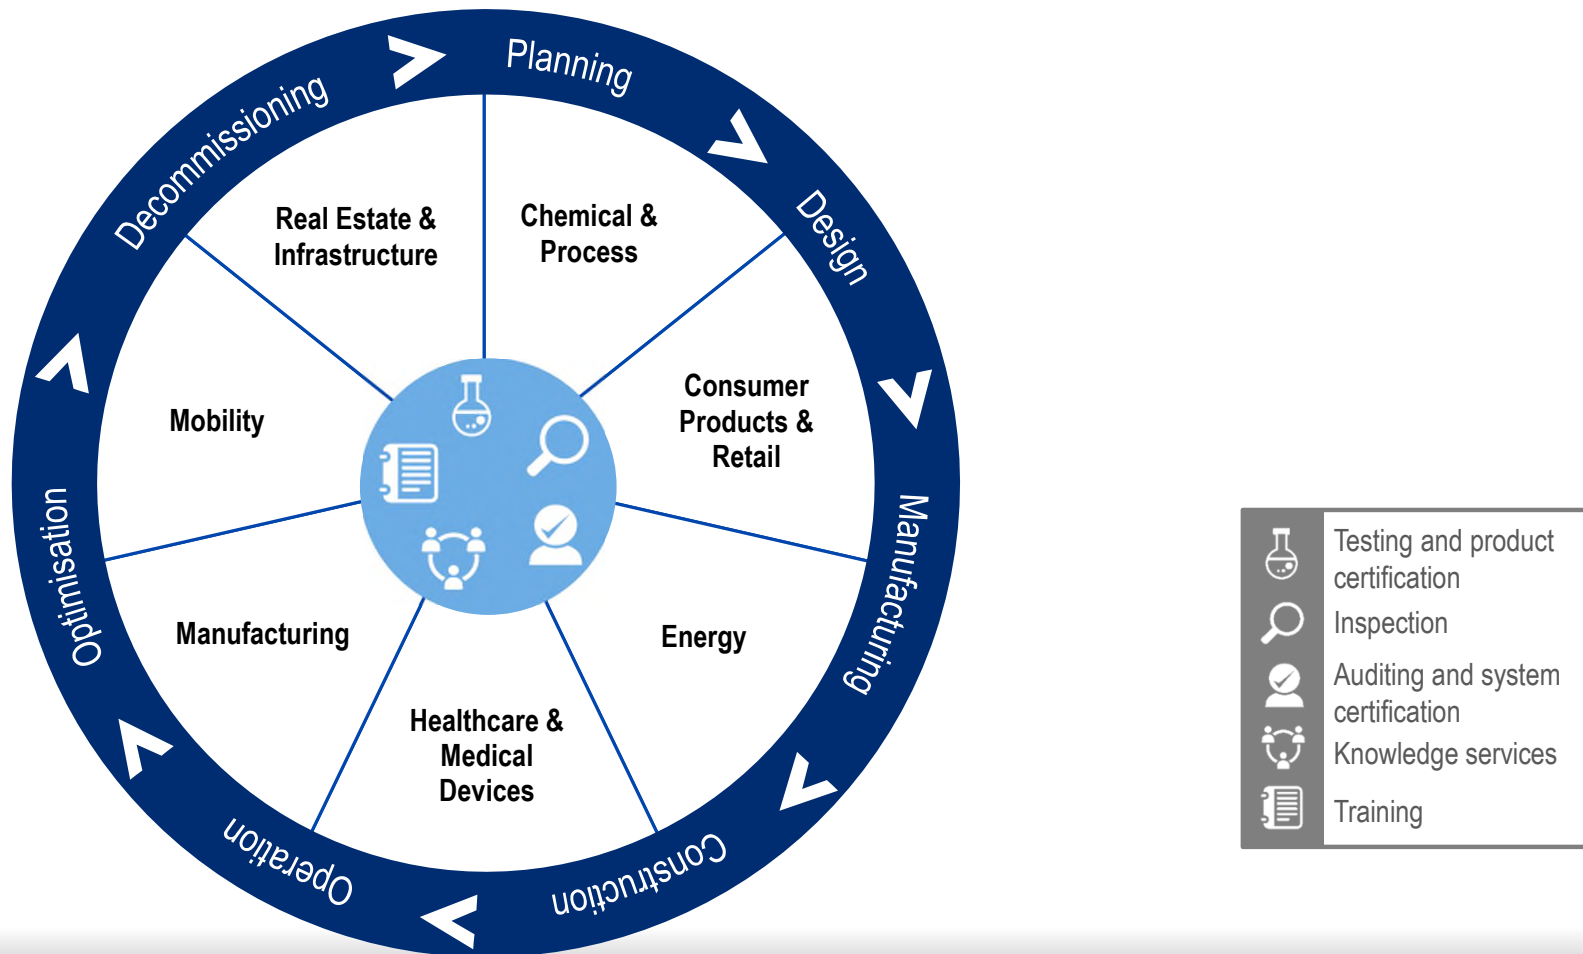 Planning
Design
Manufacturing
Construction
Operation
Optimisation
Decommissioning
Chemical &
Process
Consumer
Products &
Retail
Energy
Healthcare &
Medical
Devices
Manufacturing
Mobility
Real Estate &
Infrastructure
Testing and product
certification
Inspection
Auditing and system
certification
Knowledge services
Training